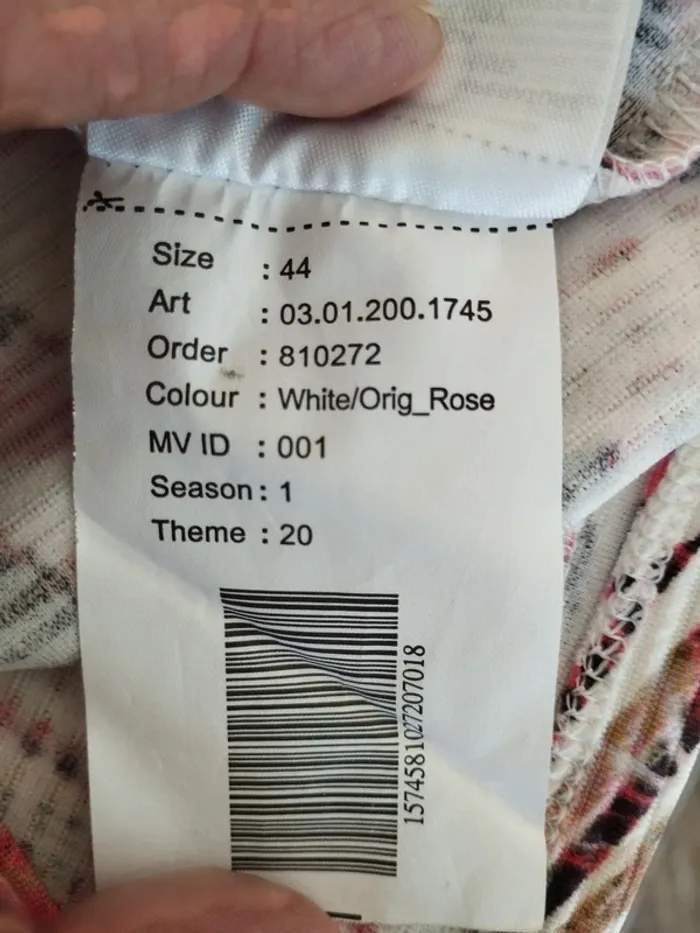 Size : 44
Art : 03.01.200.1745
Order : 810272
Colour : White/Orig_Rose
MV ID : 001
Season : 1
Theme : 20
1574581027207018